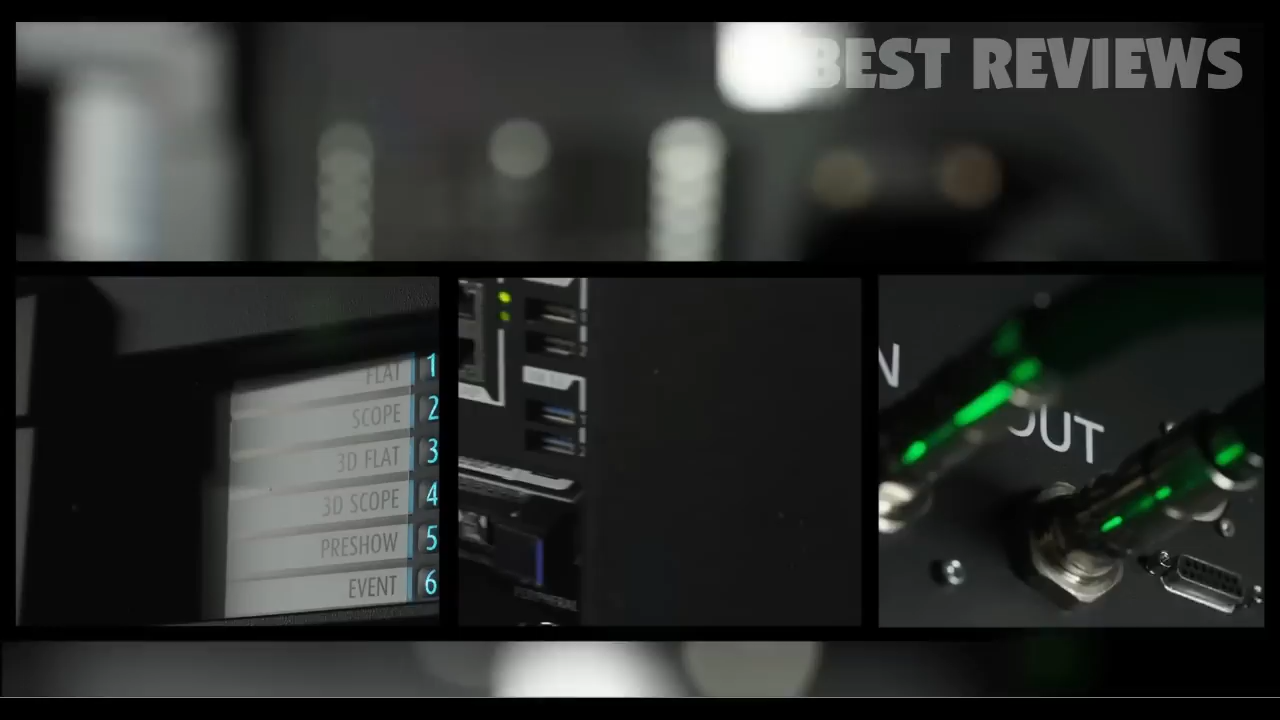 BEST REVIEWS
FLAT 1
SCOPE 2
3D FLAT 3
3D SCOPE 4
PRESHOW 5
EVENT 6
OUT